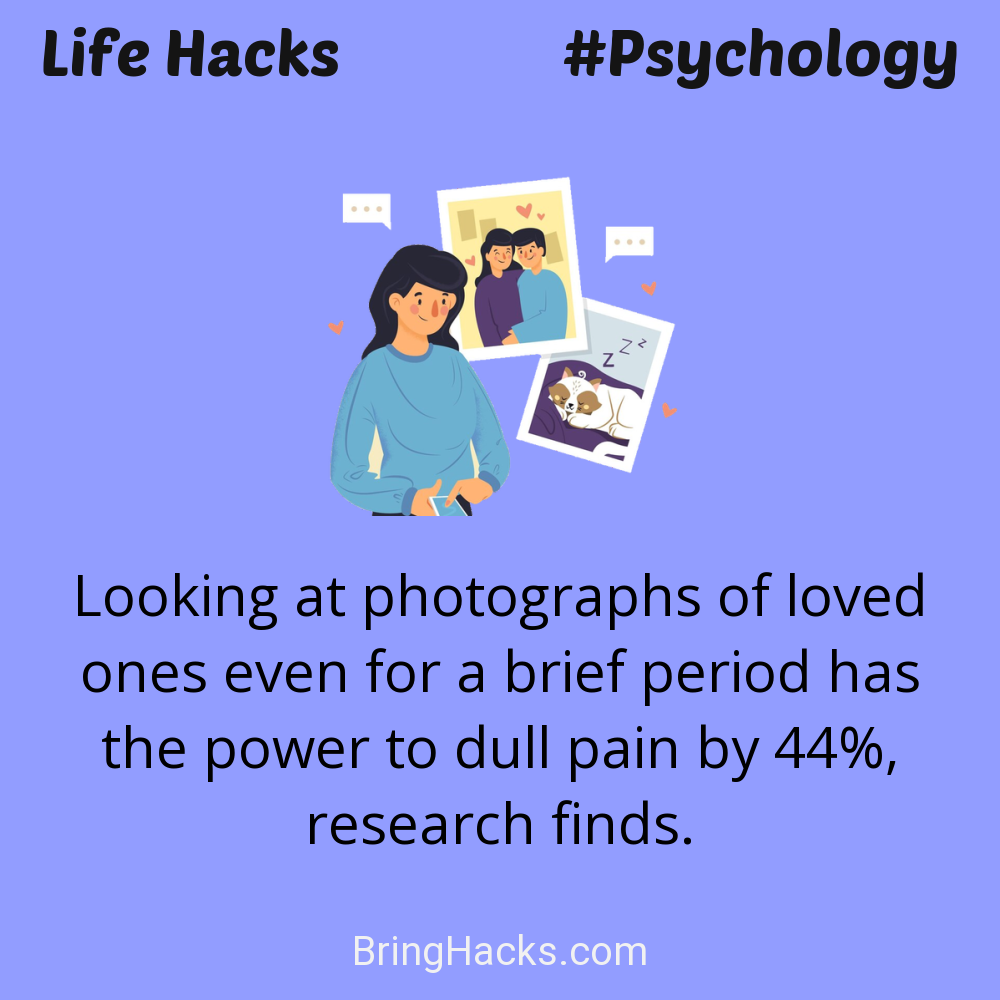 Life Hacks #Psychology
z Z z
Looking at photographs of loved
ones even for a brief period has
the power to dull pain by 44%,
research finds.
BringHacks.com